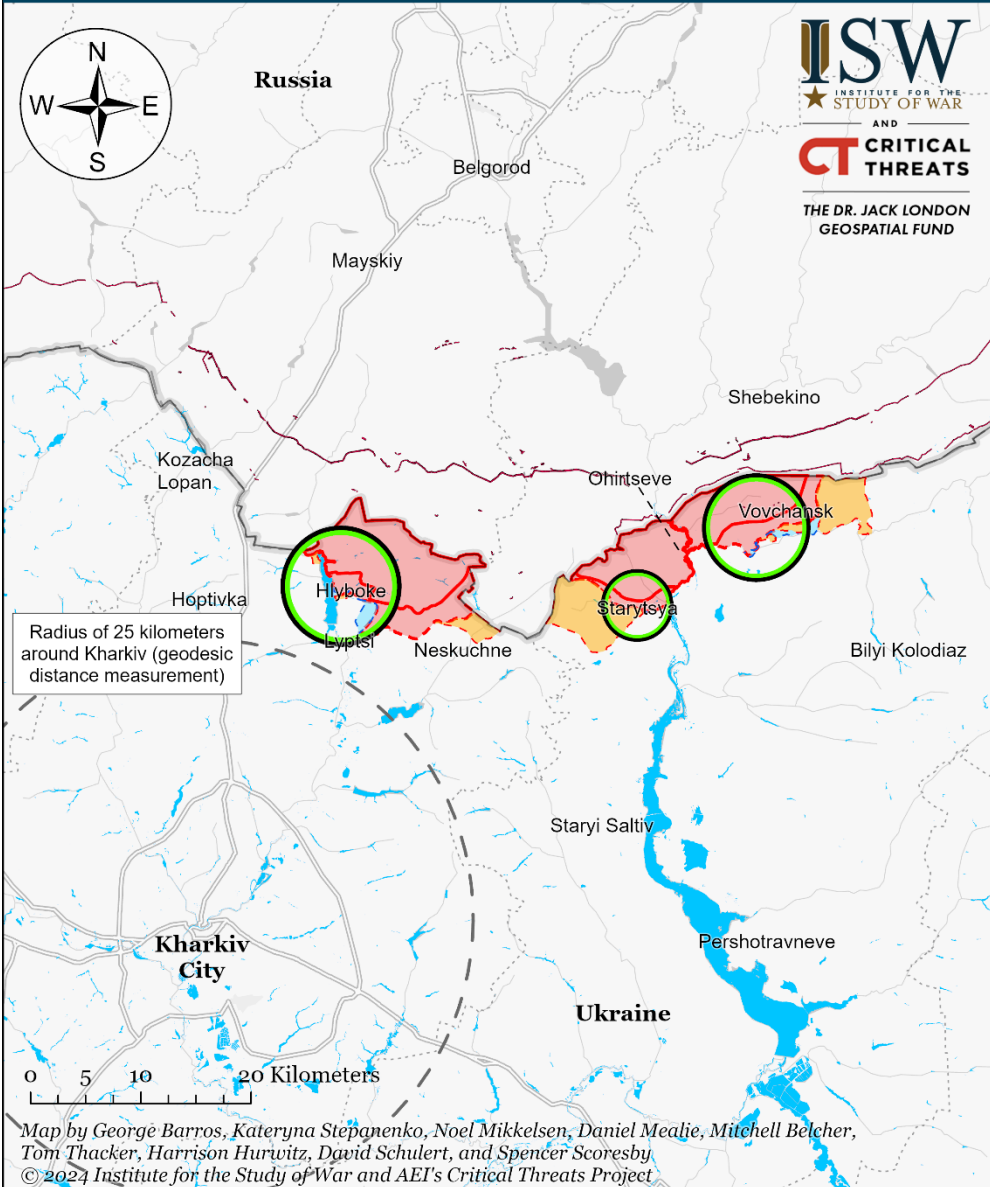 N
W
E
S
Russia
ISW
INSTITUTE FOR THE
STUDY OF WAR
AND
CT CRITICAL
THREATS
THE DR. JACK LONDON
GEOSPATIAL FUND
Belgorod
Mayskiy
Shebekino
Kozacha
Lopan
Ohirtseve
Vovchansk
Hoptivka
Hlyboke
Starytsya
Lyptsi
Neskuchne
Bilyi Kolodiaz
Radius of 25 kilometers
around Kharkiv (geodesic
distance measurement)
Staryi Saltiv
Kharkiv
City
Pershotravneve
Ukraine
0 5 10 20 Kilometers
Map by George Barros, Kateryna Stepanenko, Noel Mikkelsen, Daniel Mealie, Mitchell Belcher,
Tom Thacker, Harrison Hurwitz, David Schulert, and Spencer Scoresby
© 2024 Institute for the Study of War and AEI's Critical Threats Project